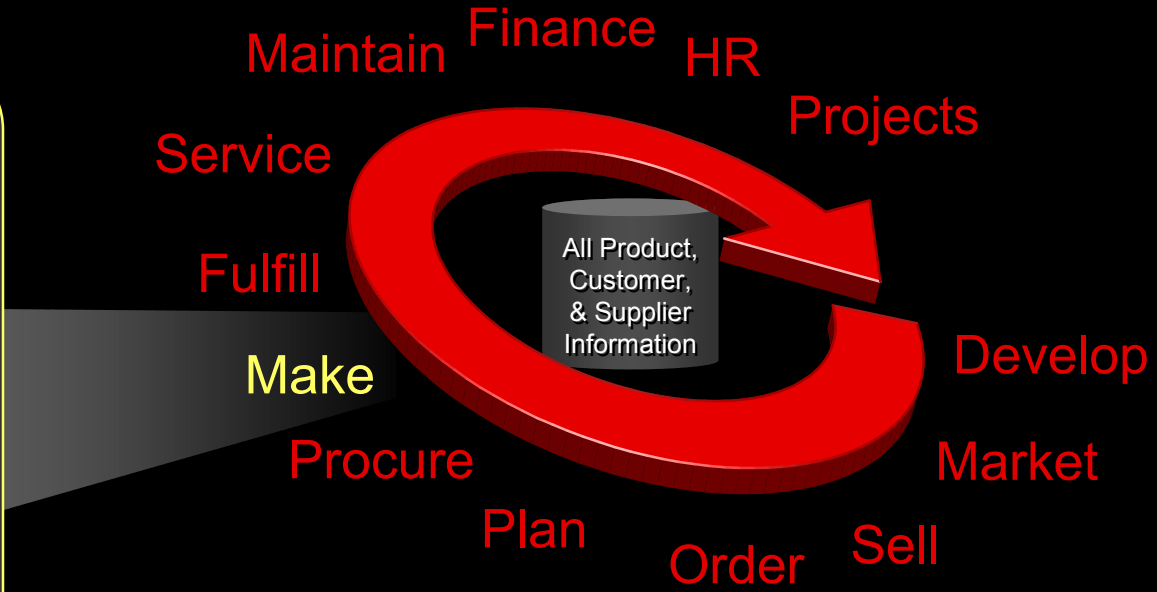 Finance
Maintain
HR
Projects
Service
All Product,
Customer,
& Supplier
Information
Fulfill
Develop
Make
Procure
Market
Plan
Sell
Order